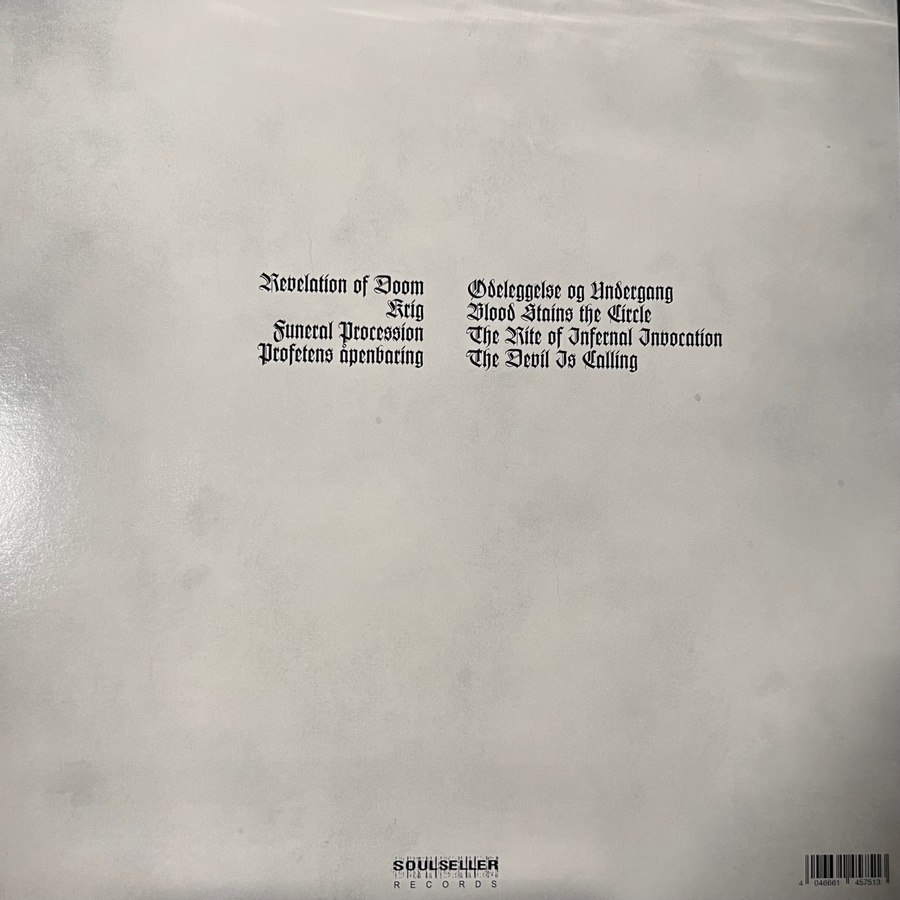 Revelation of Doom
Krig
Funeral Procession
Profetens åpenbaring
Ødeleggelse og Undergang
Blood Stains the Circle
The Rite of Infernal Invocation
The Devil Is Calling
SOULSELLER
RECORDS
4 046661 457513